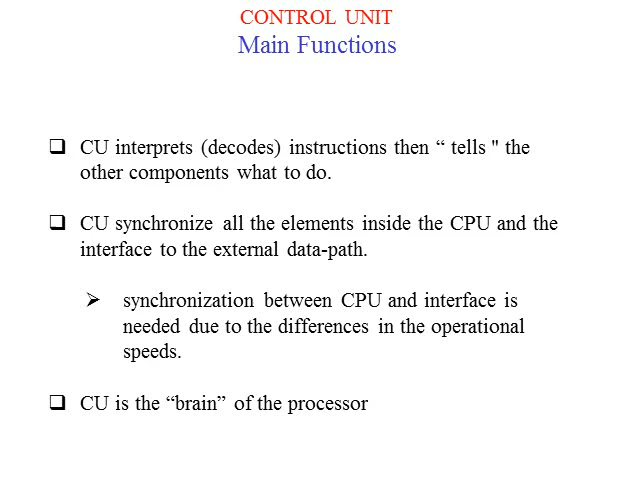 CONTROL UNIT
Main Functions
❑ CU interprets (decodes) instructions then “ tells " the
other components what to do.
❑ CU synchronize all the elements inside the CPU and the
interface to the external data-path.
➢ synchronization between CPU and interface is
needed due to the differences in the operational
speeds.
❑ CU is the “brain” of the processor